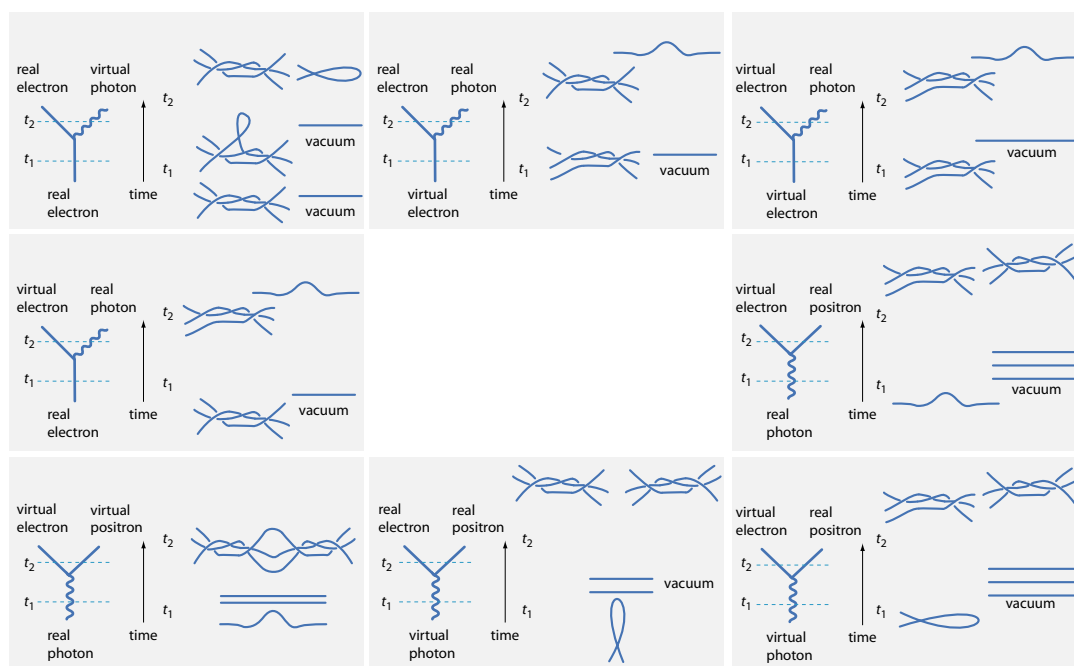 real
electron
virtual
photon
t2
t2
t1
t1
vacuum
vacuum
real
electron
time
real
electron
real
photon
t2
t2
t1
t1
vacuum
virtual
electron
time
virtual
electron
real
photon
t2
t2
t1
t1
vacuum
virtual
electron
time
virtual
electron
real
photon
t2
t2
t1
t1
vacuum
real
electron
time
virtual
electron
real
positron
t2
t2
t1
t1
vacuum
real
photon
time
virtual
electron
virtual
positron
t2
t2
t1
t1
real
photon
time
real
electron
real
positron
t2
t2
t1
t1
vacuum
virtual
photon
time
virtual
electron
real
positron
t2
t2
t1
t1
vacuum
virtual
photon
time